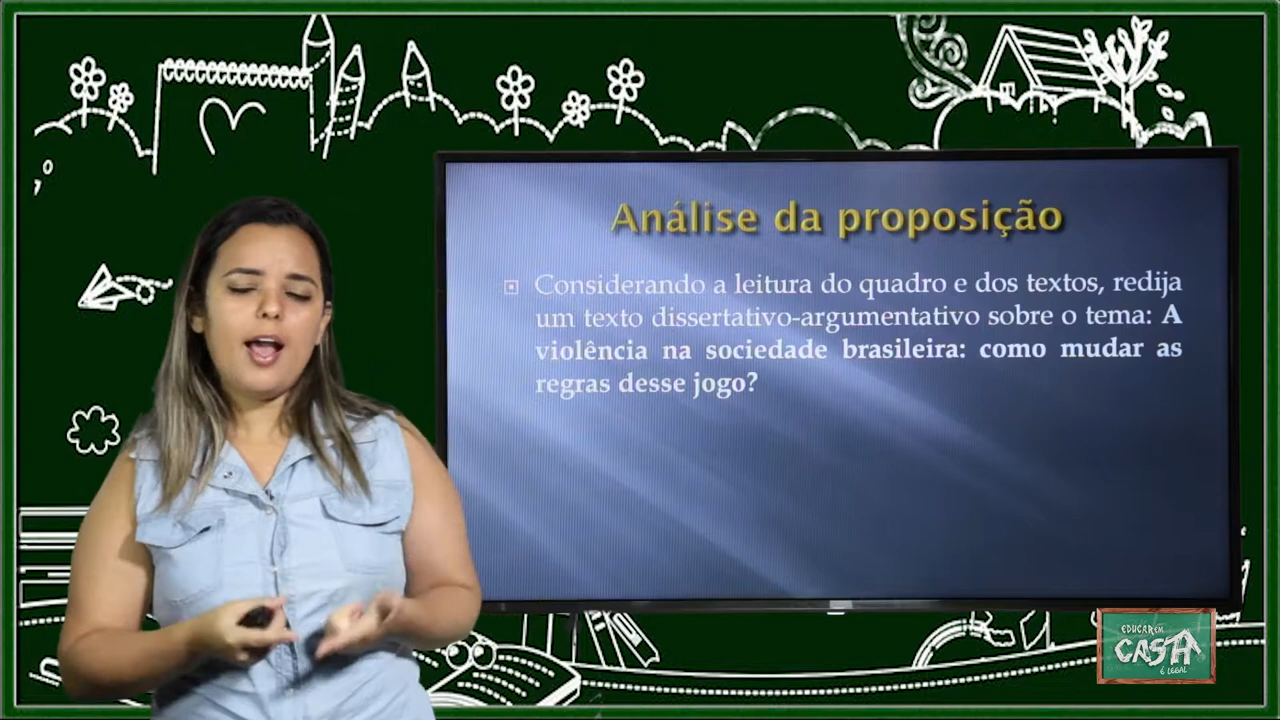 Análise da proposição
Considerando a leitura do quadro e dos textos, redija
um texto dissertativo-argumentativo sobre o tema: A
violência na sociedade brasileira: como mudar as
regras desse jogo?
EDUCAR EM
CASA
É LEGAL